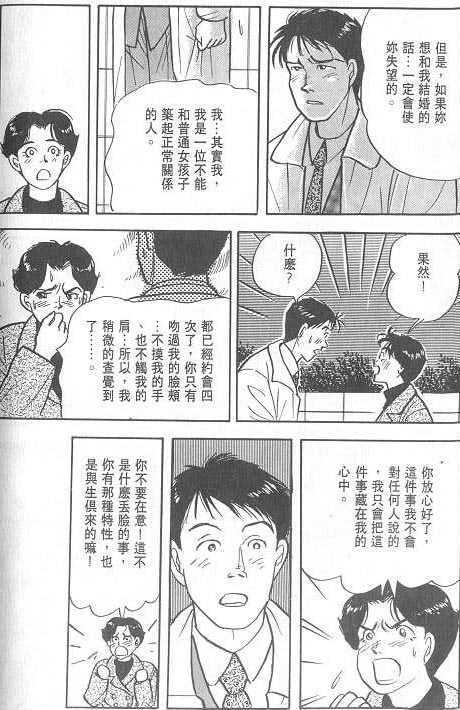 但是，如果妳
想和我結婚的
話…一定會使
妳失望的。
我…其實我，
我是一位不能
和普通女孩子
築起正常關係
的人。
果然！
什麼？
都已經約會四
次了，你只有
吻過我的臉頰
…不摸我的手
、也不觸我的
肩…所以，我
稍微的查覺到
了……。
你放心好了，
這件事我不會
對任何人說的
，我只會把這
件事藏在我的
心中。
你不要在意！這不
是什麼丟臉的事，
你有那種特性，也
是與生俱來的嘛！